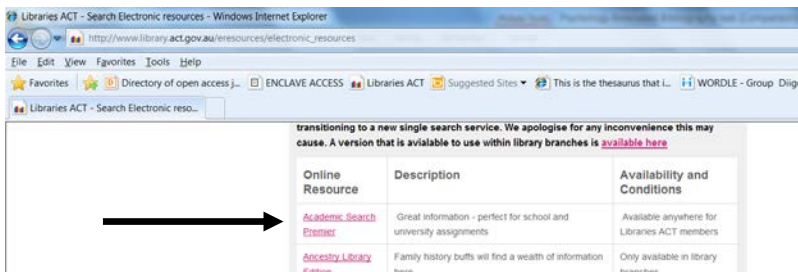 Libraries ACT - Search Electronic resources - Windows Internet Explorer
http://www.library.act.gov.au/eresources/electronic_resources
File Edit View Favorites Tools Help
Favorites Directory of open access j... ENCLAVE ACCESS Libraries ACT Suggested Sites This is the thesaurus that i... WORDLE - Group Diigo
Libraries ACT - Search Electronic reso...
transitioning to a new single search service. We apologise for any inconvenience this may
cause. A version that is avialable to use within library branches is available here
Online Description Availability and
Resource Conditions
Academic Search Great information - perfect for school and Available anywhere for
Premier university assignments Libraries ACT members
Ancestry Library Family history buffs will find a wealth of information Only available in library
Edition here branches